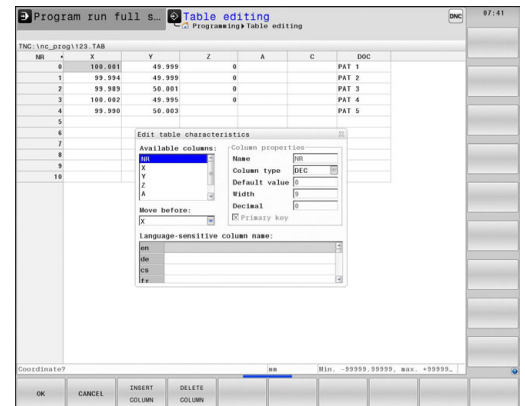 Program run full s... Table editing DNC 07:41
Programming▸Table editing
TNC:\nc_prog\123.TAB
NR X Y Z A C DOC
0 100.001 49.999 0 PAT 1
1 99.994 49.999 0 PAT 2
2 99.989 50.001 0 PAT 3
3 100.002 49.995 0 PAT 4
4 99.990 50.003 PAT 5
5
6
7
8
9
10
Edit table characteristics
Available columns:
NR
X
Y
Z
A
Move before:
X
Column properties
Name NR
Column type DEC
Default value 0
Width 9
Decimal 0
Primary key
Language-sensitive column name:
en
de
cs
fr
Coordinate? mm Min. -99999.99999, max. +99999…
OK CANCEL INSERT COLUMN DELETE COLUMN